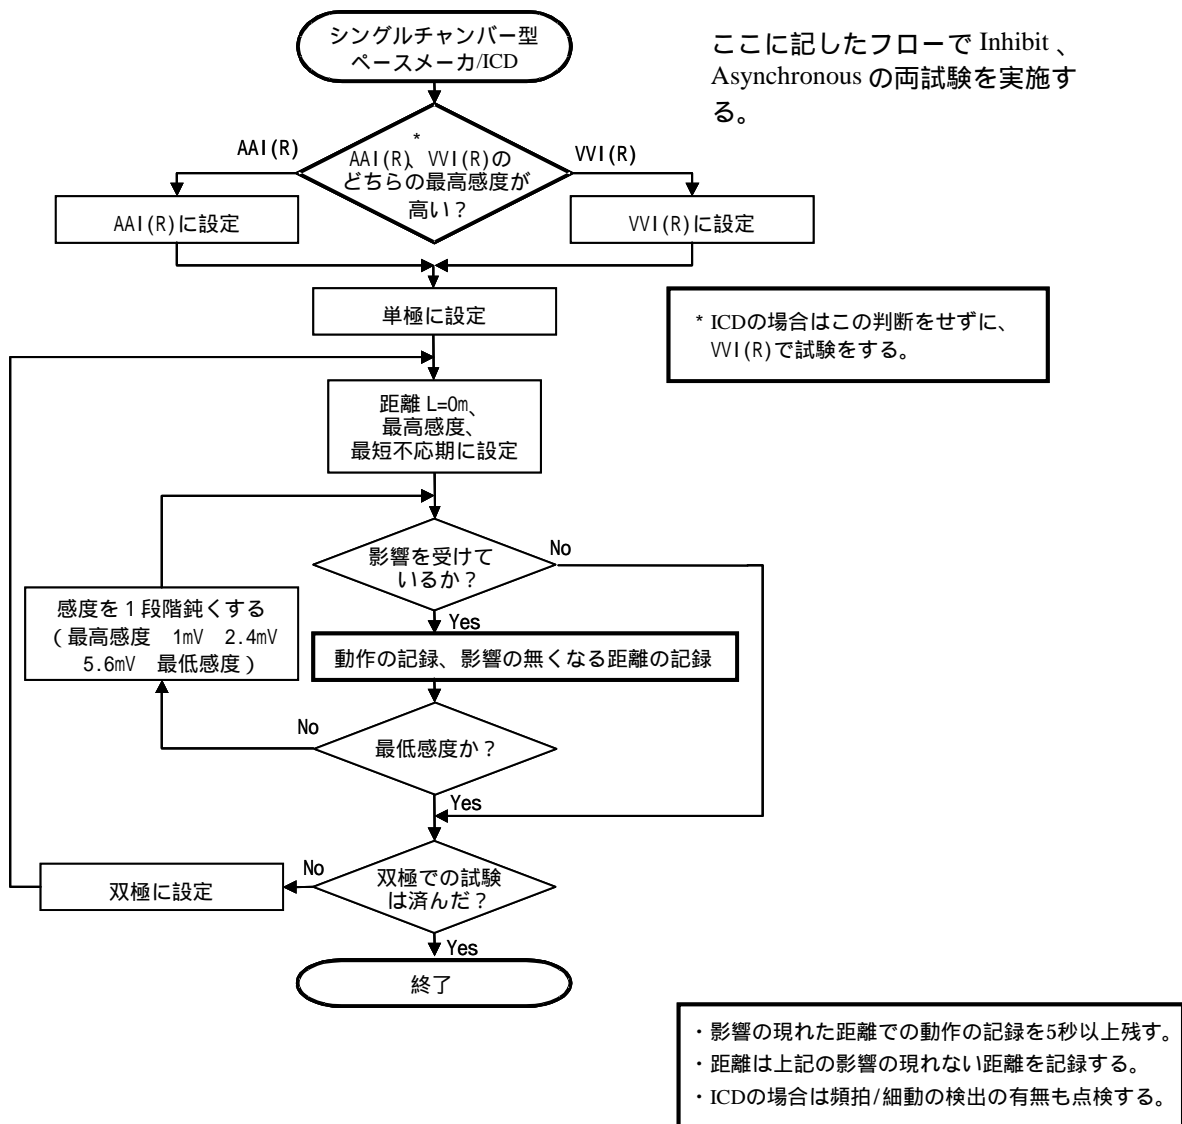 シングルチャンバー型
ペースメーカ/ICD
ここに記したフローで Inhibit 、
Asynchronous の両試験を実施す
る。
AAI(R)
*
AAI(R)、VVI(R)の
どちらの最高感度が
高い？
VVI(R)
AAI(R)に設定
VVI(R)に設定
単極に設定
* ICDの場合はこの判断をせずに、
VVI(R)で試験をする。
距離 L=0m、
最高感度、
最短不応期に設定
影響を受けて
いるか？
No
Yes
感度を１段階鈍くする
（最高感度　1mV　2.4mV
5.6mV　最低感度）
動作の記録、影響の無くなる距離の記録
No
最低感度か？
Yes
No
双極に設定
双極での試験
は済んだ？
Yes
終了
・影響の現れた距離での動作の記録を5秒以上残す。
・距離は上記の影響の現れない距離を記録する。
・ICDの場合は頻拍/細動の検出の有無も点検する。